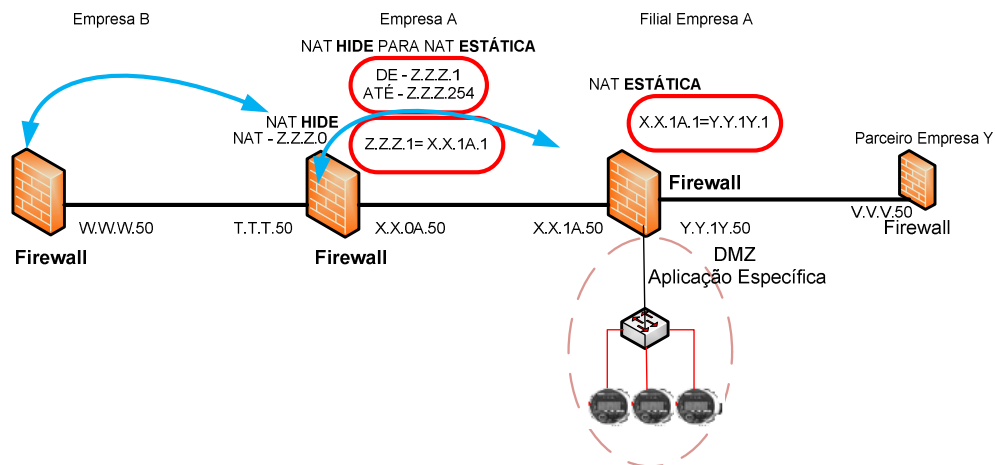 Empresa B
Empresa A
Filial Empresa A
NAT HIDE PARA NAT ESTÁTICA
DE - Z.Z.Z.1
ATÉ - Z.Z.Z.254
NAT ESTÁTICA
NAT HIDE
NAT - Z.Z.Z.0
Z.Z.Z.1= X.X.1A.1
X.X.1A.1=Y.Y.1Y.1
Parceiro Empresa Y
Firewall
W.W.W.50
T.T.T.50
X.X.0A.50
X.X.1A.50
Y.Y.1Y.50
V.V.V.50
Firewall
Firewall
Firewall
DMZ
Aplicação Específica